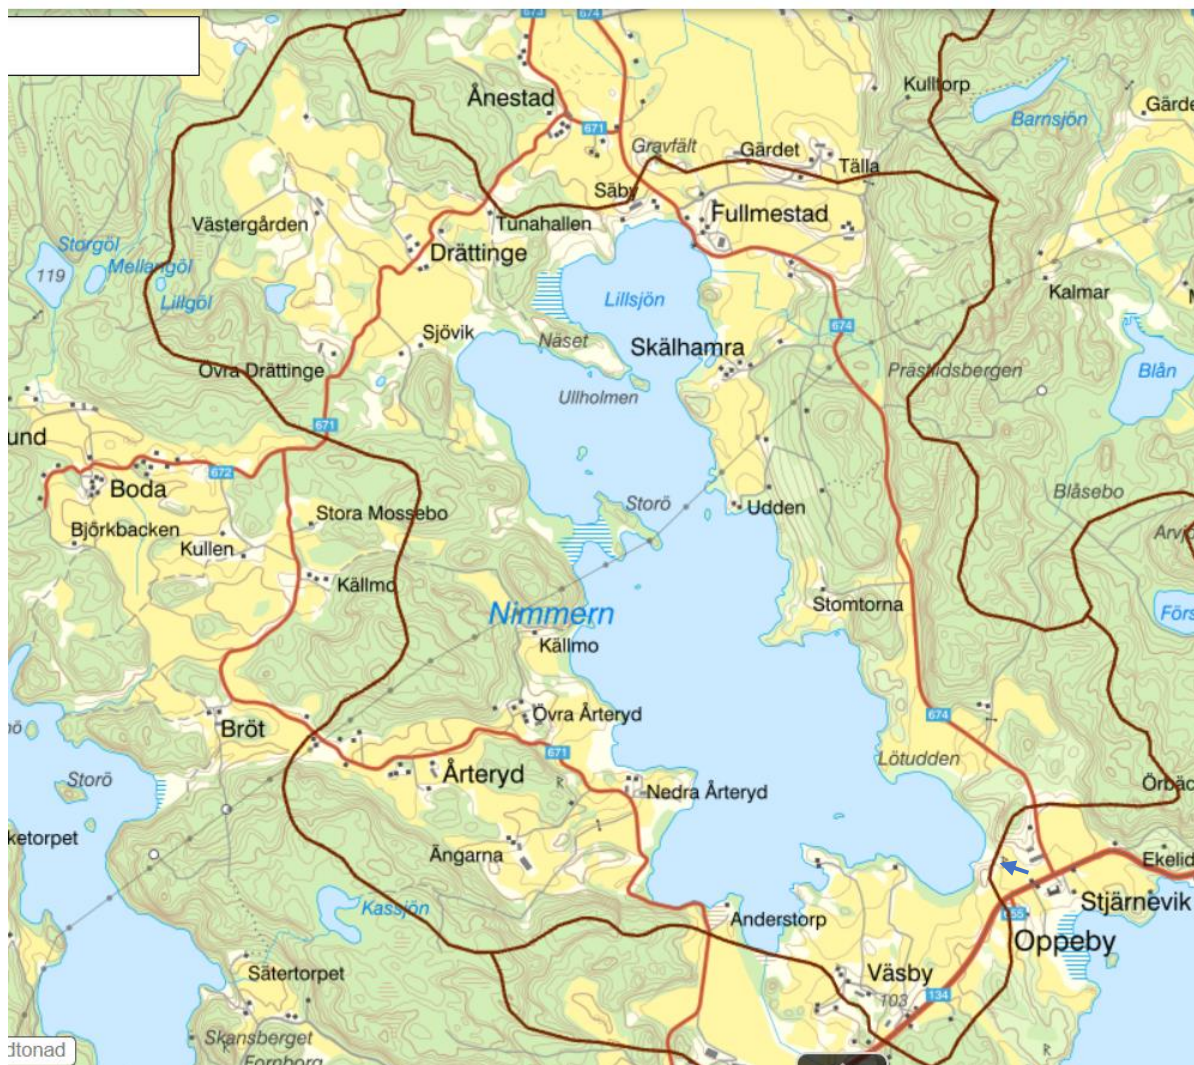 673
674
Ånestad
671
Kulltorp
Barnsjön
Gärde
Gravfält
Gärdet
Tälla
Säby
Västergården
Tunahallen
Fullmestad
Storgöl
Mellangöl
119
Lillgöl
Drättinge
Lillsjön
Kalmar
Sjövik
Näset
Skälhamra
674
Övra Drättinge
Ullholmen
Prästlidsbergen
Blån
671
und
672
Boda
Storö
Udden
Blåsebo
Björkbacken
Stora Mossebo
Kullen
Källmo
Nimmern
Stomtorna
Förs
Källmo
Övra Årteryd
674
Bröt
671
Lötudden
Storö
Årteryd
Nedra Årteryd
ketorpet
Ängarna
Ekelid
Kassjön
Anderstorp
Stjärnevik
Oppeby
Sätertorpet
Väsby
134
103
Skansberget
Fornborg
dtonad